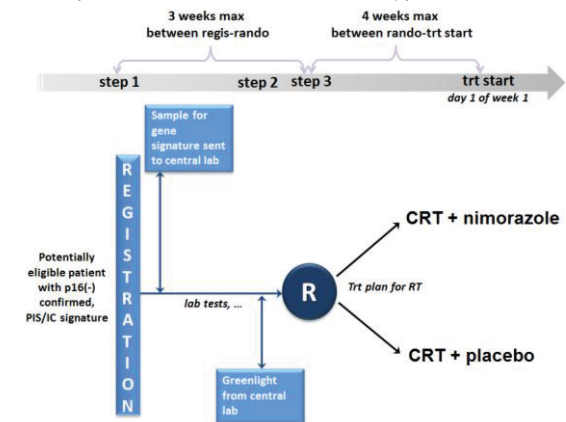 3 weeks max
between regis-rando
4 weeks max
between rando-trt start
step 1
step 2
step 3
trt start
day 1 of week 1
Sample for
gene
signature sent
to central lab
REGISTRATION
Potentially
eligible patient
with p16(-)
confirmed,
PIS/IC signature
lab tests, ...
R
Trt plan for RT
CRT + nimorazole
CRT + placebo
Greenlight
from central
lab